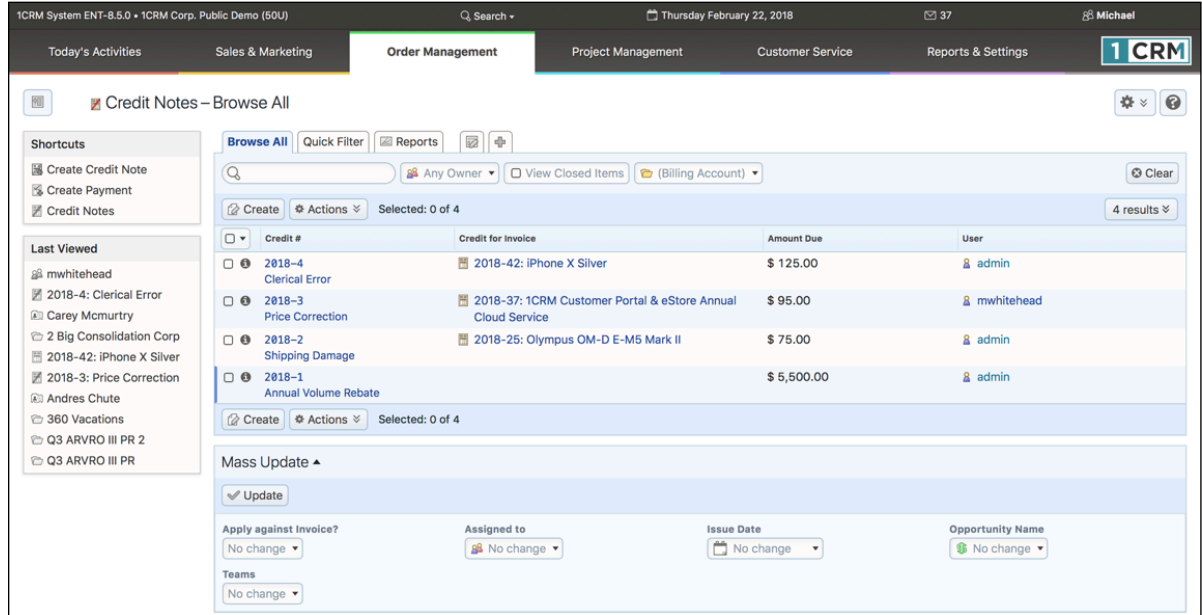 1CRM System ENT-8.5.0 • 1CRM Corp. Public Demo (50U)
Search
Thursday February 22, 2018
37
Michael
Today's Activities
Sales & Marketing
Order Management
Project Management
Customer Service
Reports & Settings
1 CRM
Credit Notes – Browse All
Shortcuts
Create Credit Note
Create Payment
Credit Notes
Last Viewed
mwhitehead
2018-4: Clerical Error
Carey Mcmurtry
2 Big Consolidation Corp
2018-42: iPhone X Silver
2018-3: Price Correction
Andres Chute
360 Vacations
Q3 ARVRO III PR 2
Q3 ARVRO III PR
Browse All
Quick Filter
Reports
Any Owner
View Closed Items
(Billing Account)
Clear
Create
Actions
Selected: 0 of 4
4 results
Credit #
Credit for Invoice
Amount Due
User
2018-4
Clerical Error
2018-42: iPhone X Silver
$ 125.00
admin
2018-3
Price Correction
2018-37: 1CRM Customer Portal & eStore Annual
Cloud Service
$ 95.00
mwhitehead
2018-2
Shipping Damage
2018-25: Olympus OM-D E-M5 Mark II
$ 75.00
admin
2018-1
Annual Volume Rebate
$ 5,500.00
admin
Create
Actions
Selected: 0 of 4
Mass Update
Update
Apply against Invoice?
No change
Assigned to
No change
Issue Date
No change
Opportunity Name
No change
Teams
No change